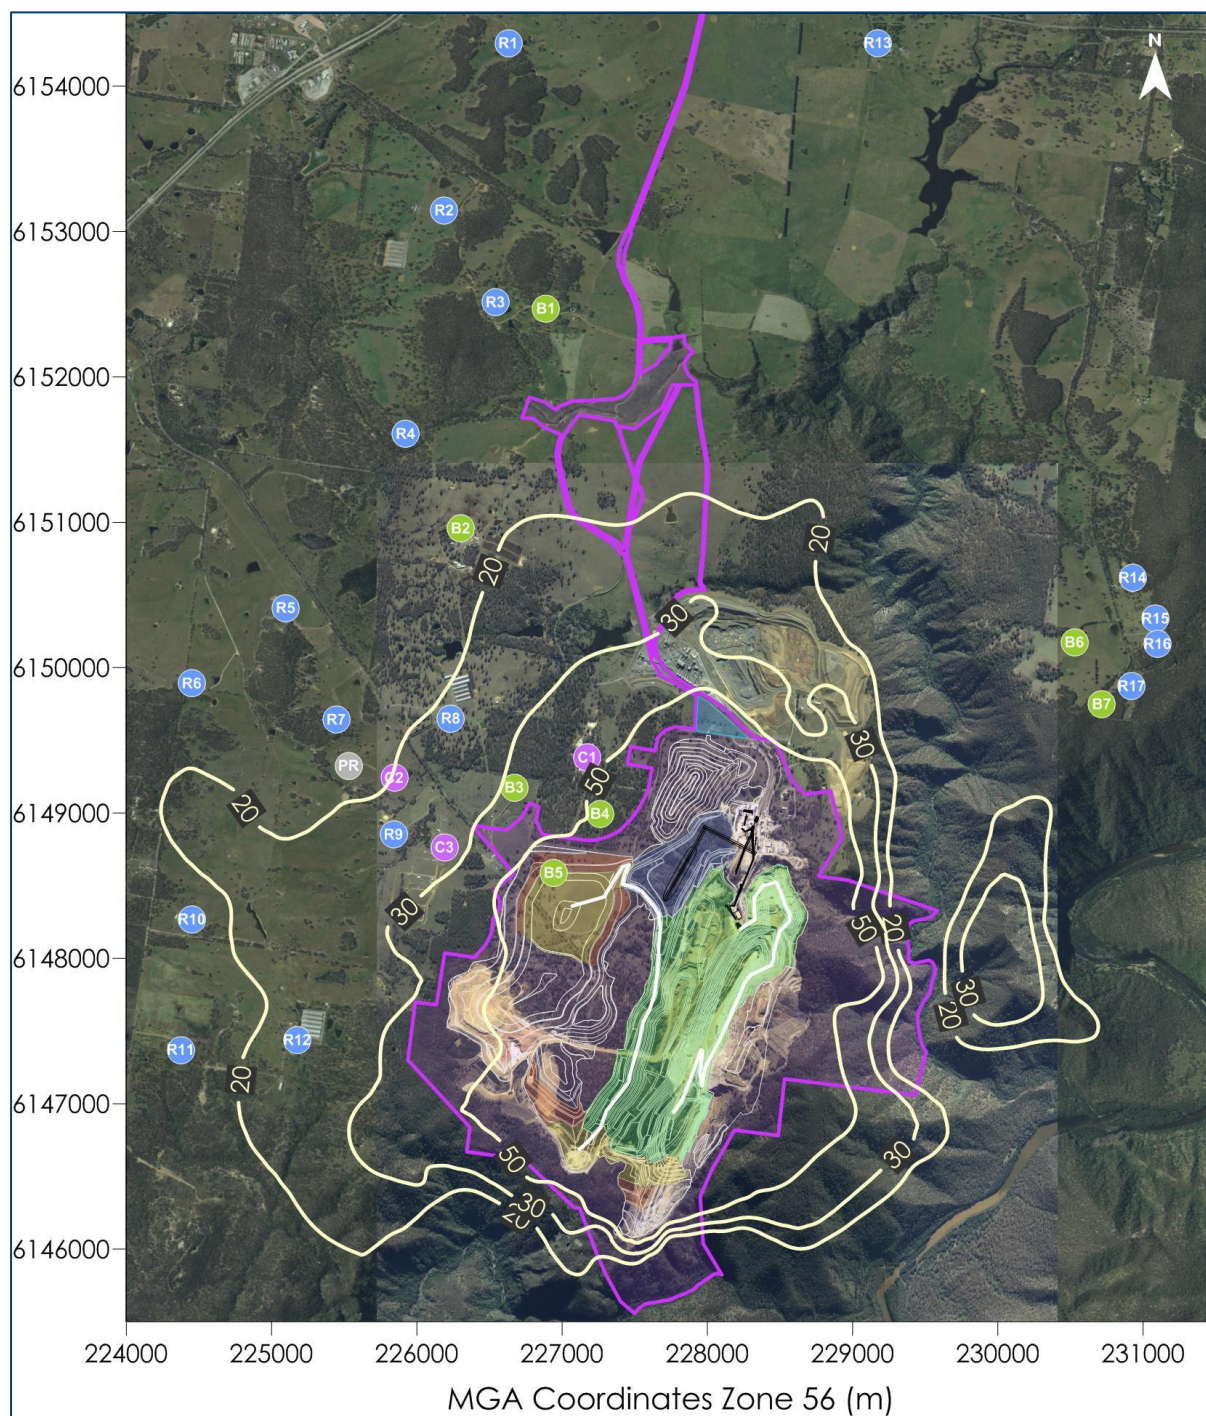 R1
R13
N
6154000
R2
6153000
R3
B1
6152000
R4
6151000
B2
20
20
R14
R5
30
R15
B6
R16
6150000
R6
R17
R7
R8
B7
30
C1
PR
C2
50
B3
20
B4
6149000
R9
C3
B5
30
R10
50
20
6148000
30
20
R12
R11
20
6147000
50
30
30
20
6146000
224000 225000 226000 227000 228000 229000 230000 231000
MGA Coordinates Zone 56 (m)